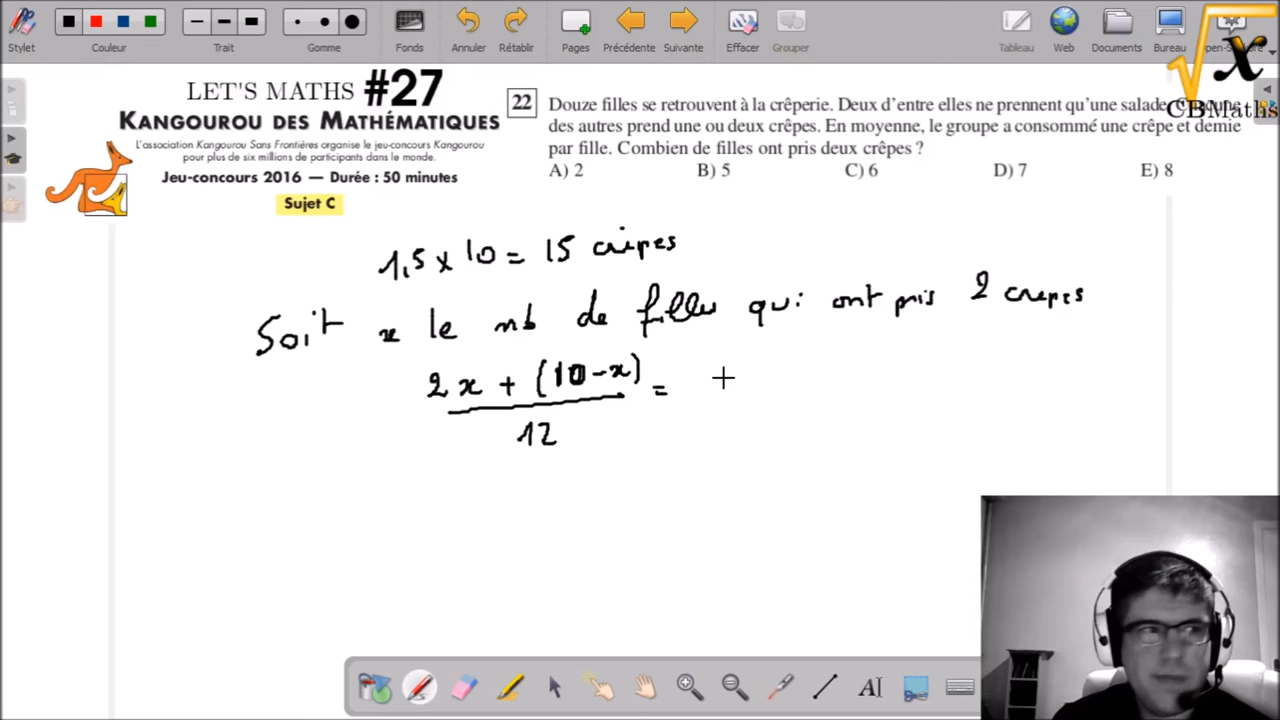 Stylet Couleur Trait Gomme Fonds Annuler Rétablir Pages Précédente Suivante Effacer Grouper Tableau Web Documents Bureau
LET'S MATHS #27
KANGOUROU DES MATHÉMATIQUES
L'association Kangourou Sans Frontières organise le jeu-concours Kangourou
pour plus de six millions de participants dans le monde.
Jeu-concours 2016 — Durée : 50 minutes
Sujet C
x
CBMaths
22 Douze filles se retrouvent à la crêperie. Deux d'entre elles ne prennent qu'une salade.
des autres prend une ou deux crêpes. En moyenne, le groupe a consommé une crêpe et demie
par fille. Combien de filles ont pris deux crêpes ?
A) 2 B) 5 C) 6 D) 7 E) 8
1,5 x 10 = 15 crêpes
Soit x le nb de filles qui ont pris 2 crepes
2x + (10 - x) =
12